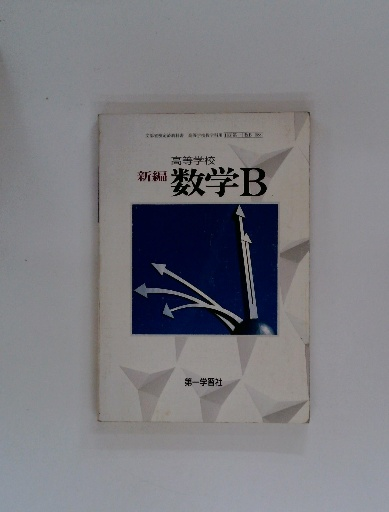 高等学校
新編 数学B
第一学習社